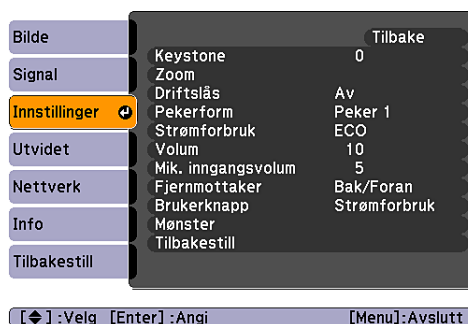 Bilde
Signal
Innstillinger
Utvidet
Nettverk
Info
Tilbakestill
Tilbake
Keystone 0
Zoom
Driftslås Av
Pekerform Peker 1
Strømforbruk ECO
Volum 10
Mik. inngangsvolum 5
Fjernmottaker Bak/Foran
Brukerknapp Strømforbruk
Mønster
Tilbakestill
[◆] :Velg [Enter] :Angi [Menu]:Avslutt